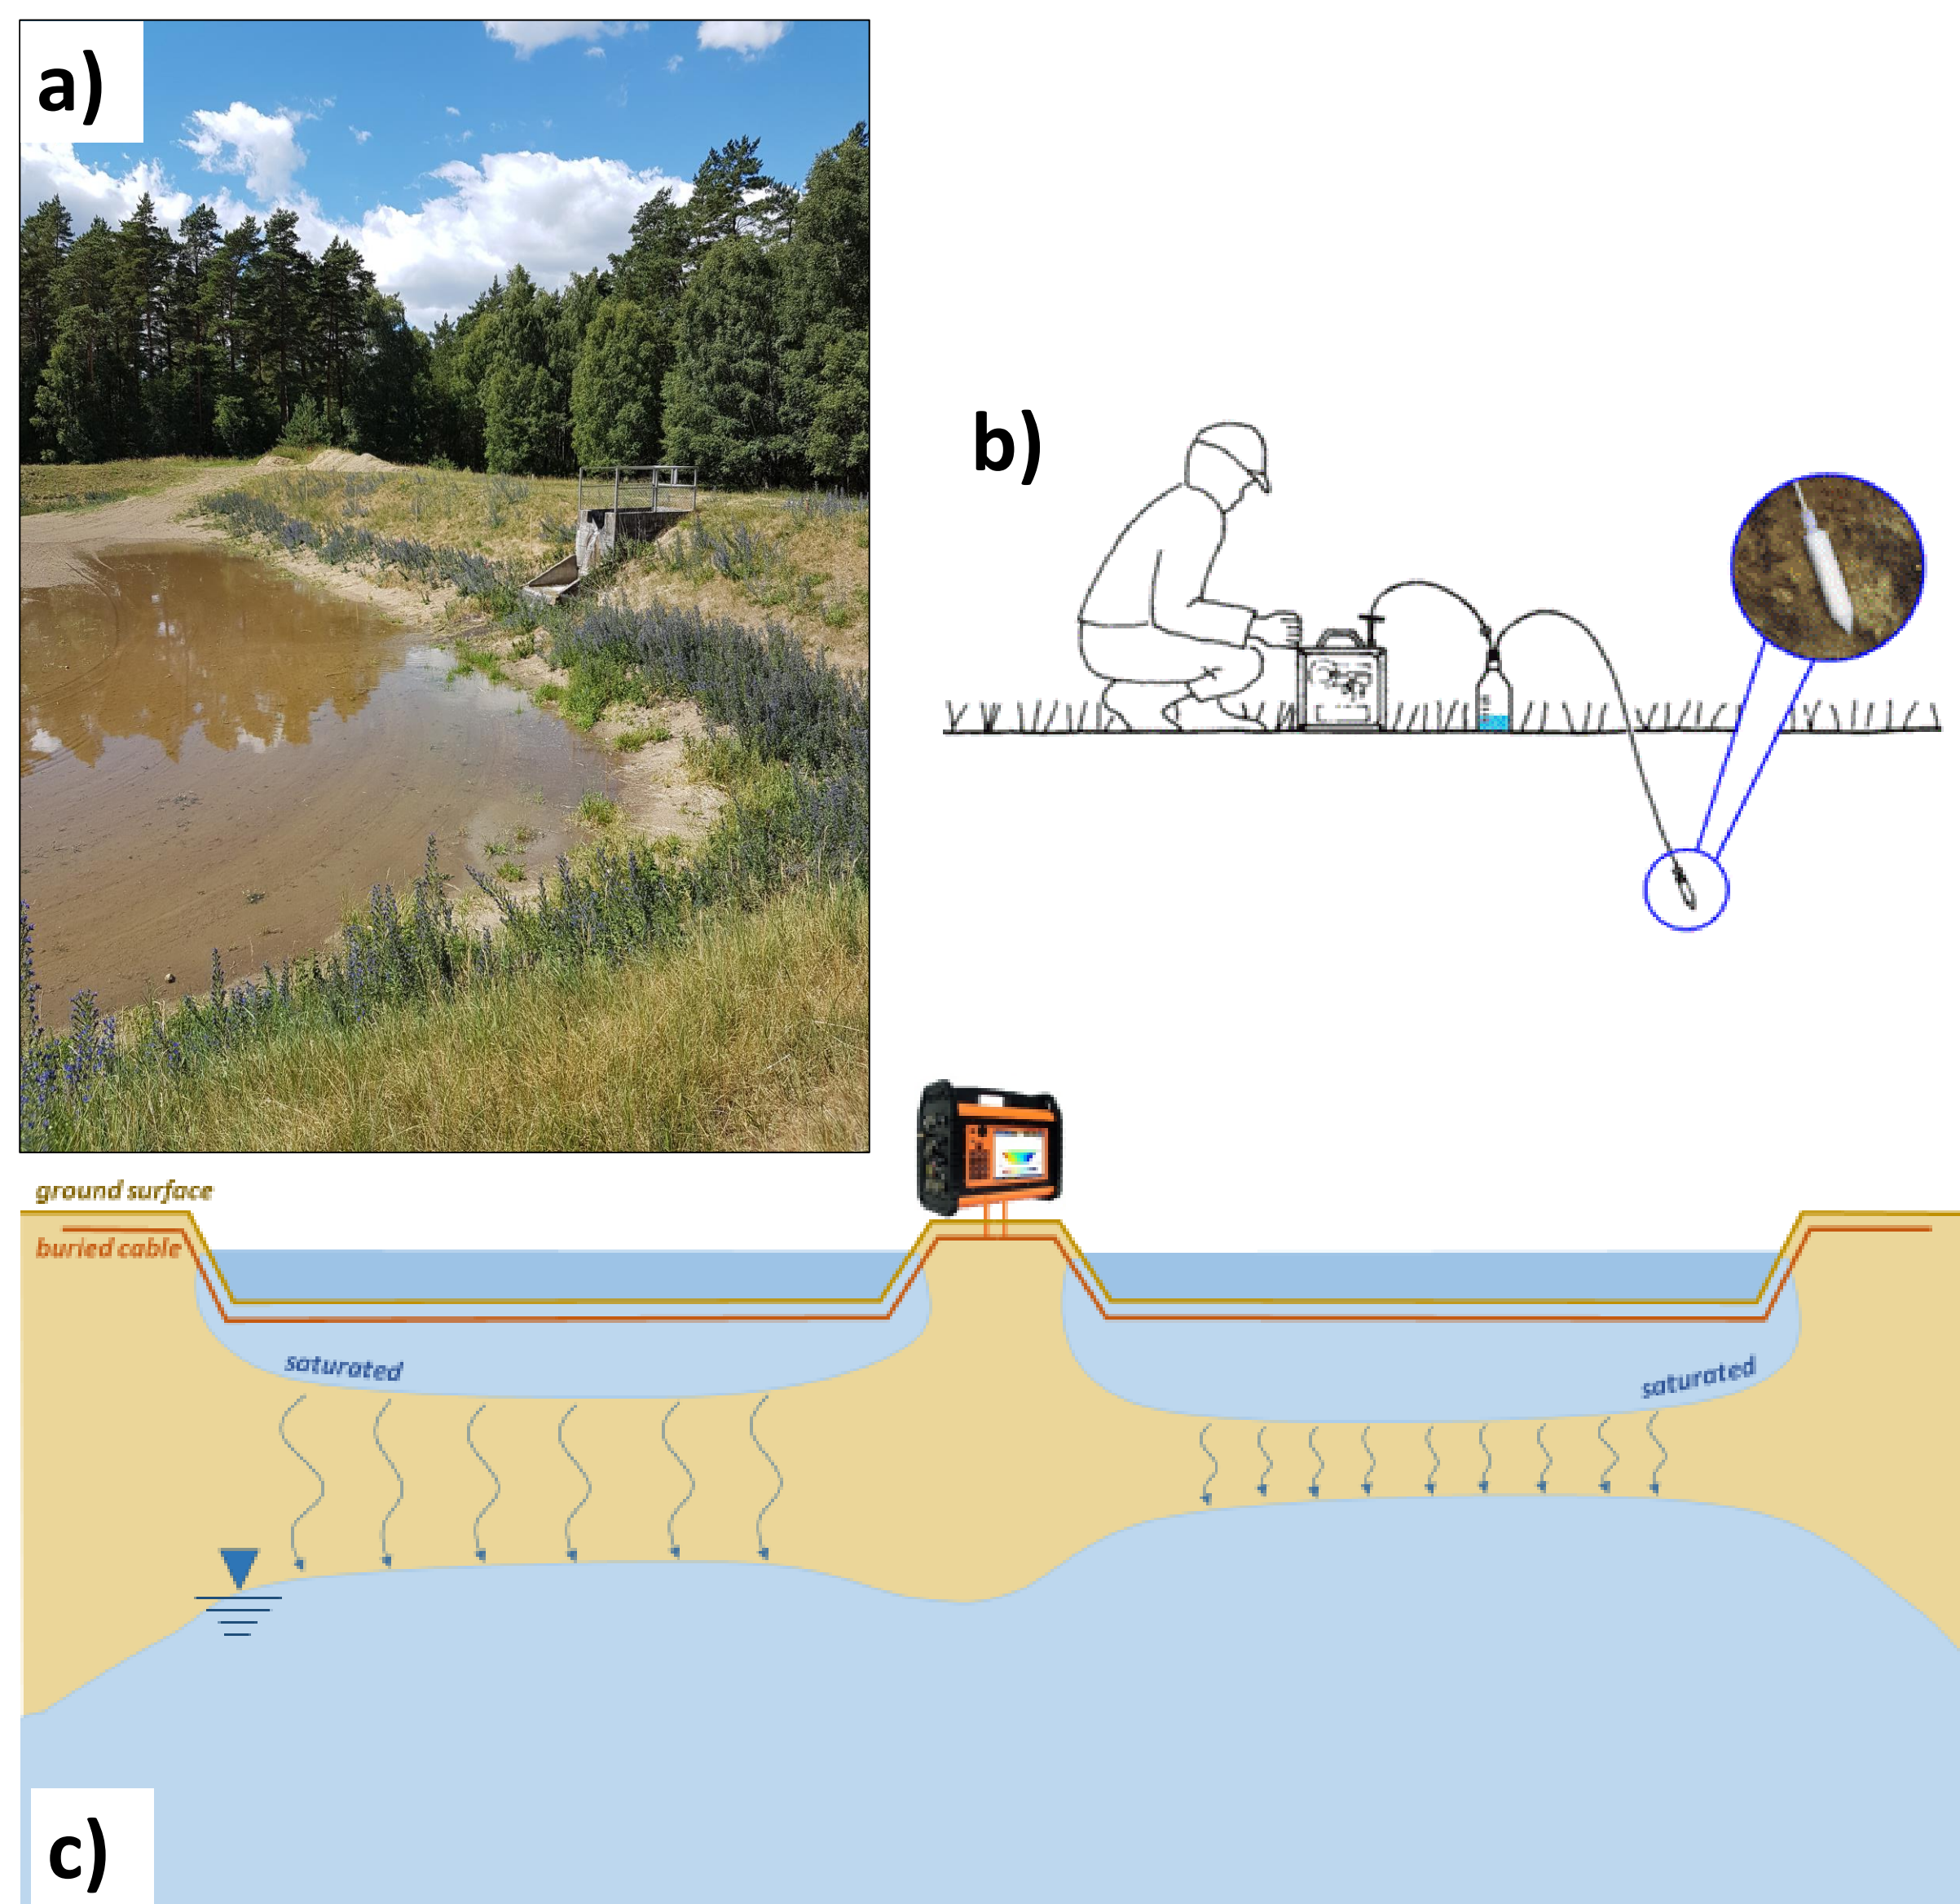 a)
b)
ground surface
buried cable
saturated
saturated
c)